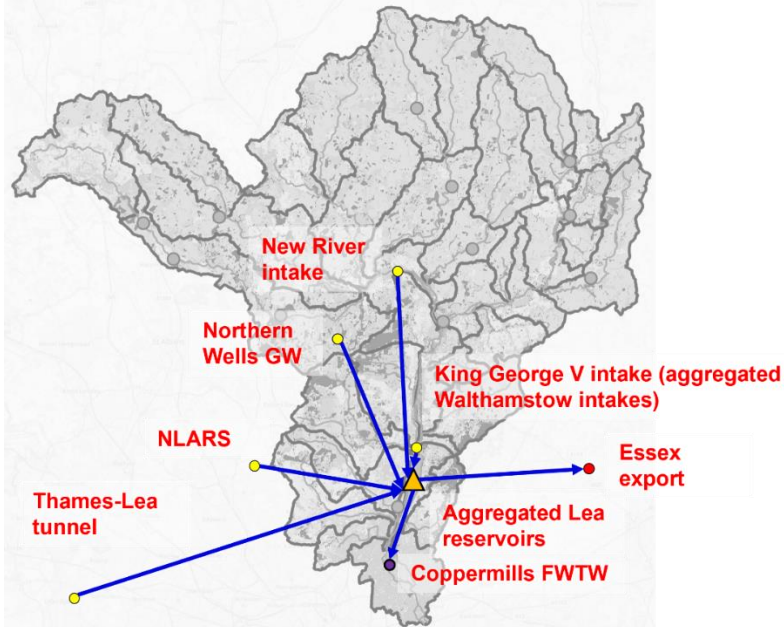 New River
intake
Northern
Wells GW
King George V intake (aggregated
Walthamstow intakes)
NLARS
Essex
export
Thames-Lea
tunnel
Aggregated Lea
reservoirs
Coppermills FWTW